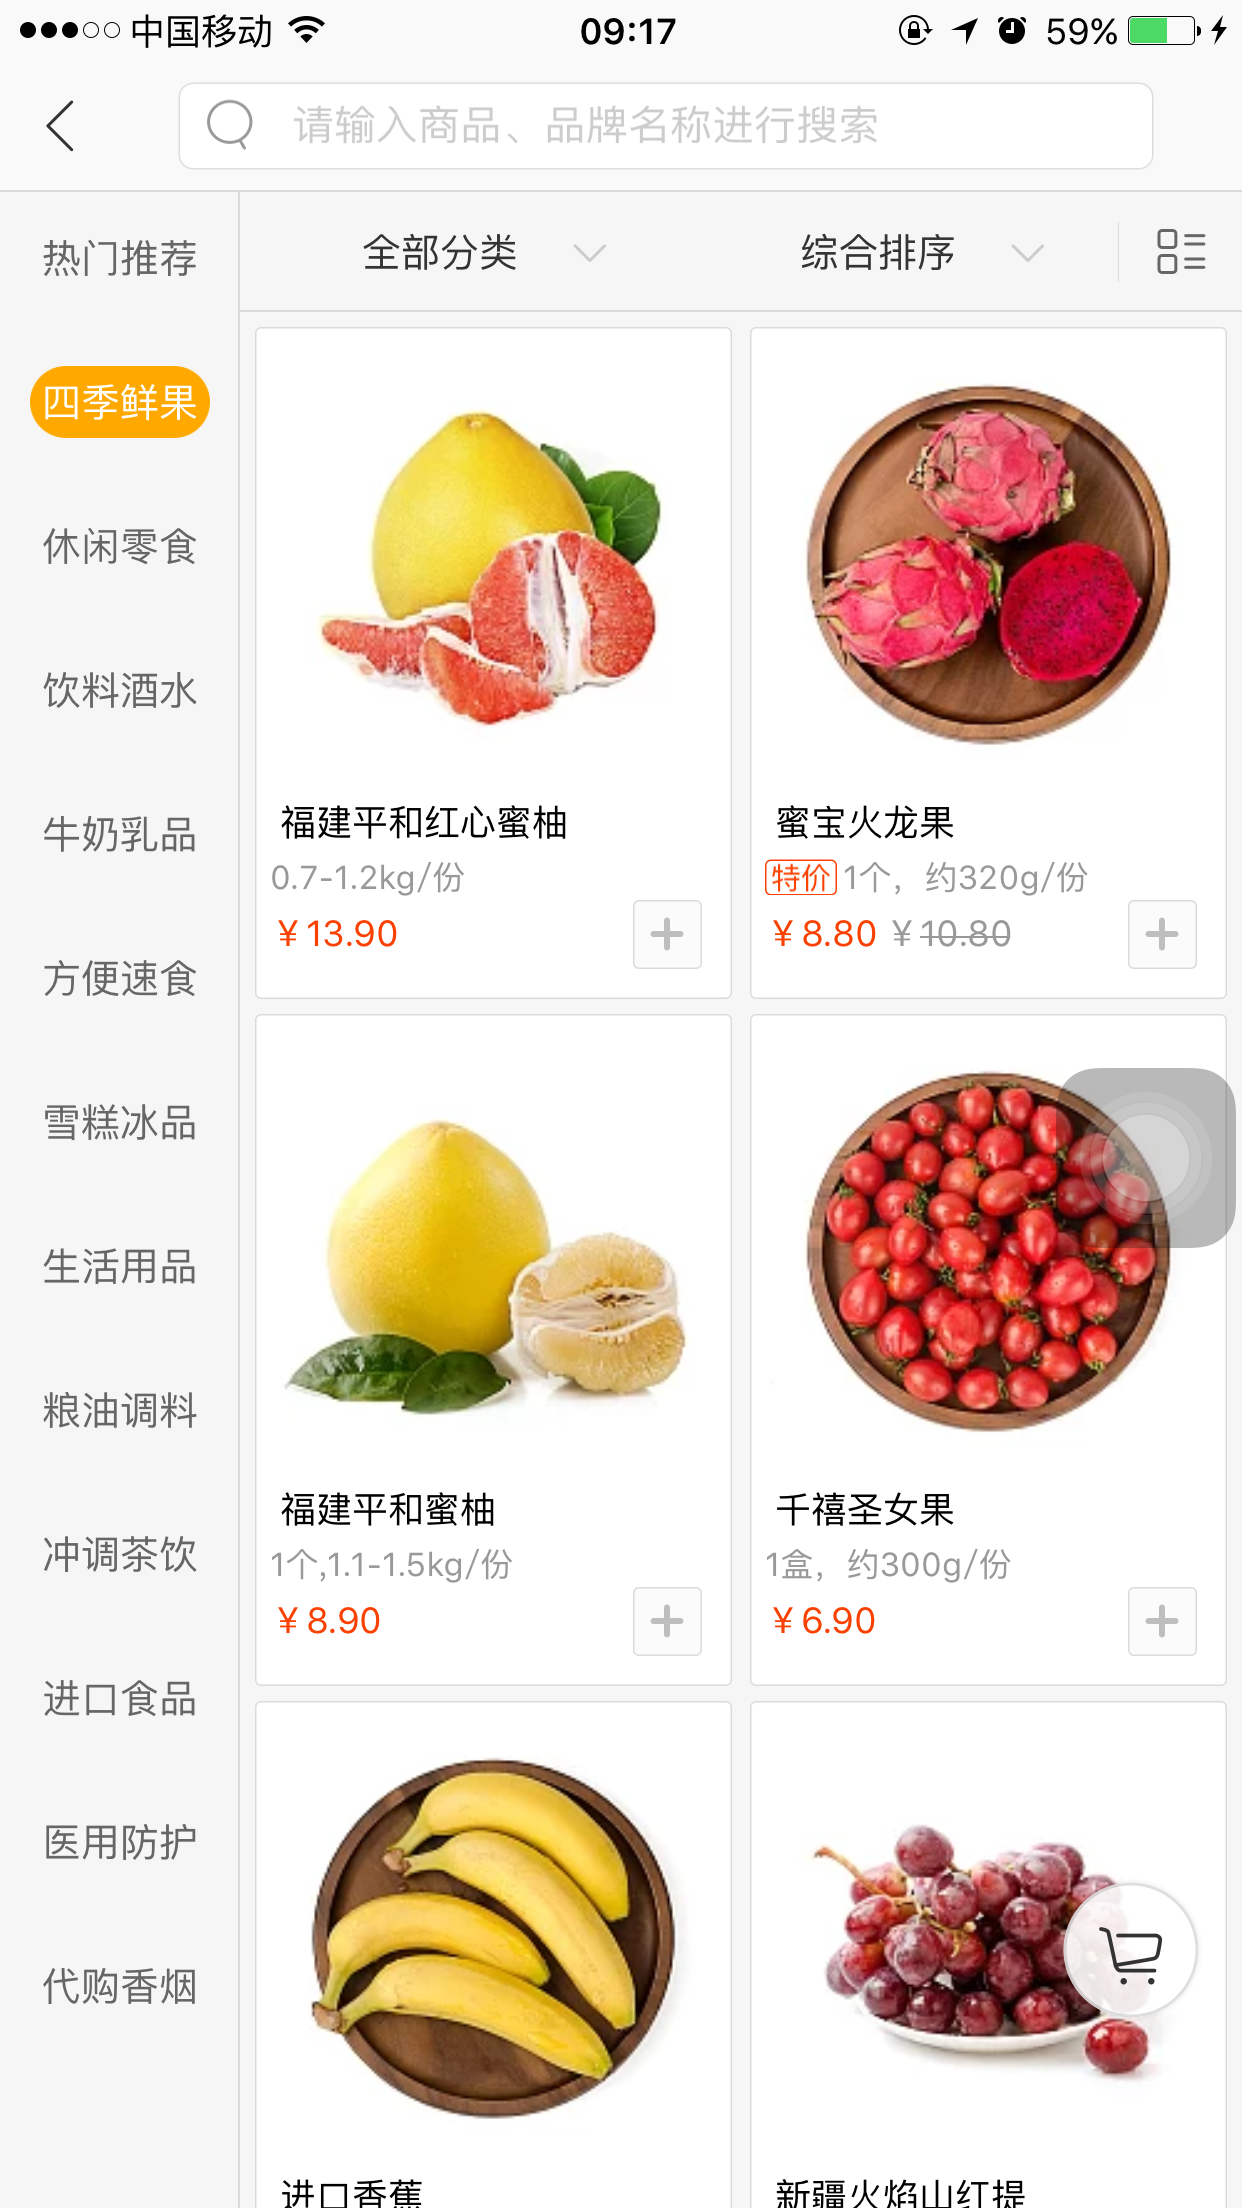 中国移动 09:17 59%
请输入商品、品牌名称进行搜索
热门推荐
四季鲜果
休闲零食
饮料酒水
牛奶乳品
方便速食
雪糕冰品
生活用品
粮油调料
冲调茶饮
进口食品
医用防护
代购香烟
全部分类 综合排序
福建平和红心蜜柚
0.7-1.2kg/份
¥13.90
蜜宝火龙果
特价 1个，约320g/份
¥8.80 ¥10.80
福建平和蜜柚
1个,1.1-1.5kg/份
¥8.90
千禧圣女果
1盒，约300g/份
¥6.90
进口香蕉
新疆火焰山红提